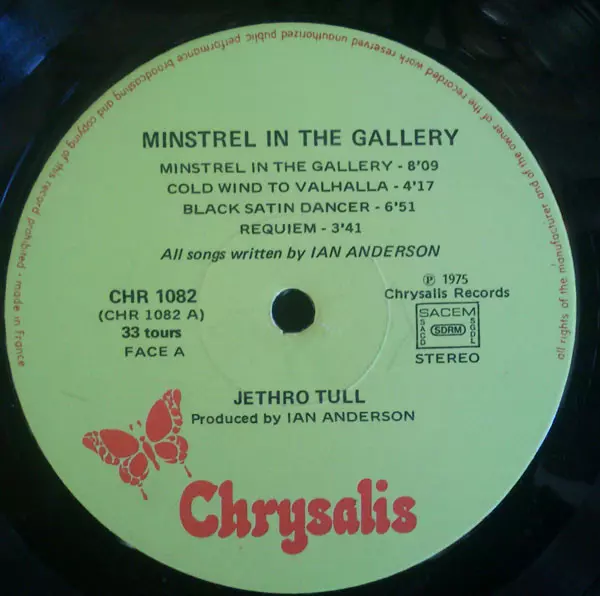 all rights of the manufacturer and of the owner of the recorded work reserved unauthorized public performance broadcasting and copying of this record prohibited - made in France
MINSTREL IN THE GALLERY
MINSTREL IN THE GALLERY - 8'09
COLD WIND TO VALHALLA - 4'17
BLACK SATIN DANCER - 6'51
REQUIEM - 3'41
All songs written by IAN ANDERSON
CHR 1082
(CHR 1082 A)
33 tours
FACE A
℗ 1975
Chrysalis Records
SACEM
SACD
SDRM
SGDL
STEREO
JETHRO TULL
Produced by IAN ANDERSON
Chrysalis